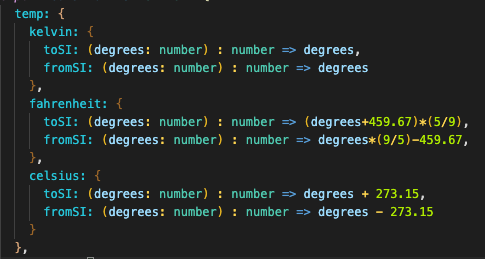 temp: {
kelvin: {
toSI: (degrees: number) : number => degrees,
fromSI: (degrees: number) : number => degrees
},
fahrenheit: {
toSI: (degrees: number) : number => (degrees+459.67)*(5/9),
fromSI: (degrees: number) : number => degrees*(9/5)-459.67,
},
celsius: {
toSI: (degrees: number) : number => degrees + 273.15,
fromSI: (degrees: number) : number => degrees - 273.15
}
},